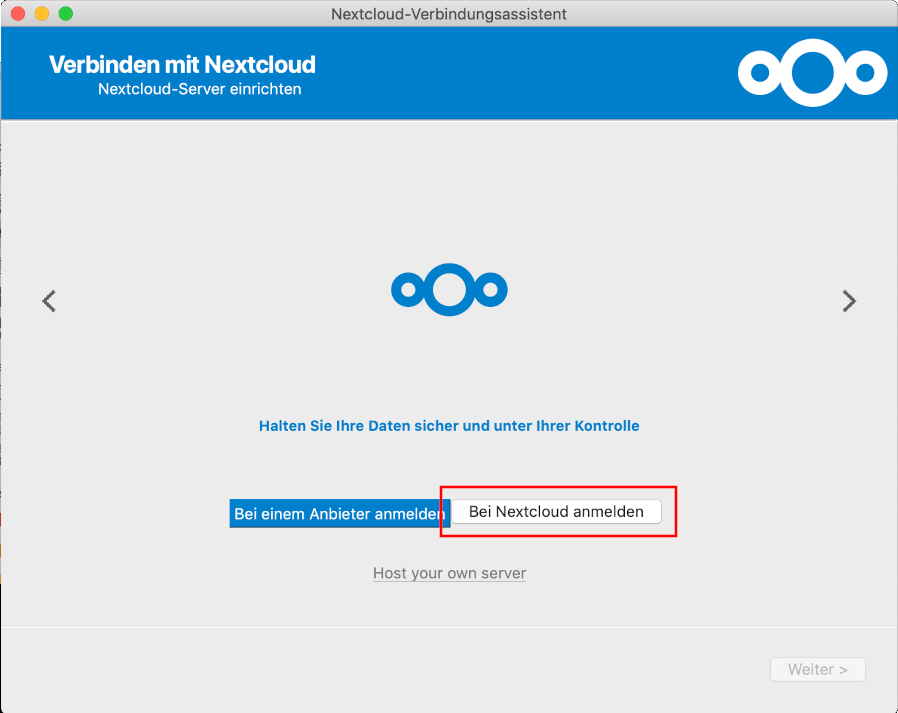 Nextcloud-Verbindungsassistent
Verbinden mit Nextcloud
Nextcloud-Server einrichten
Halten Sie Ihre Daten sicher und unter Ihrer Kontrolle
Bei einem Anbieter anmelden
Bei Nextcloud anmelden
Host your own server
Weiter >